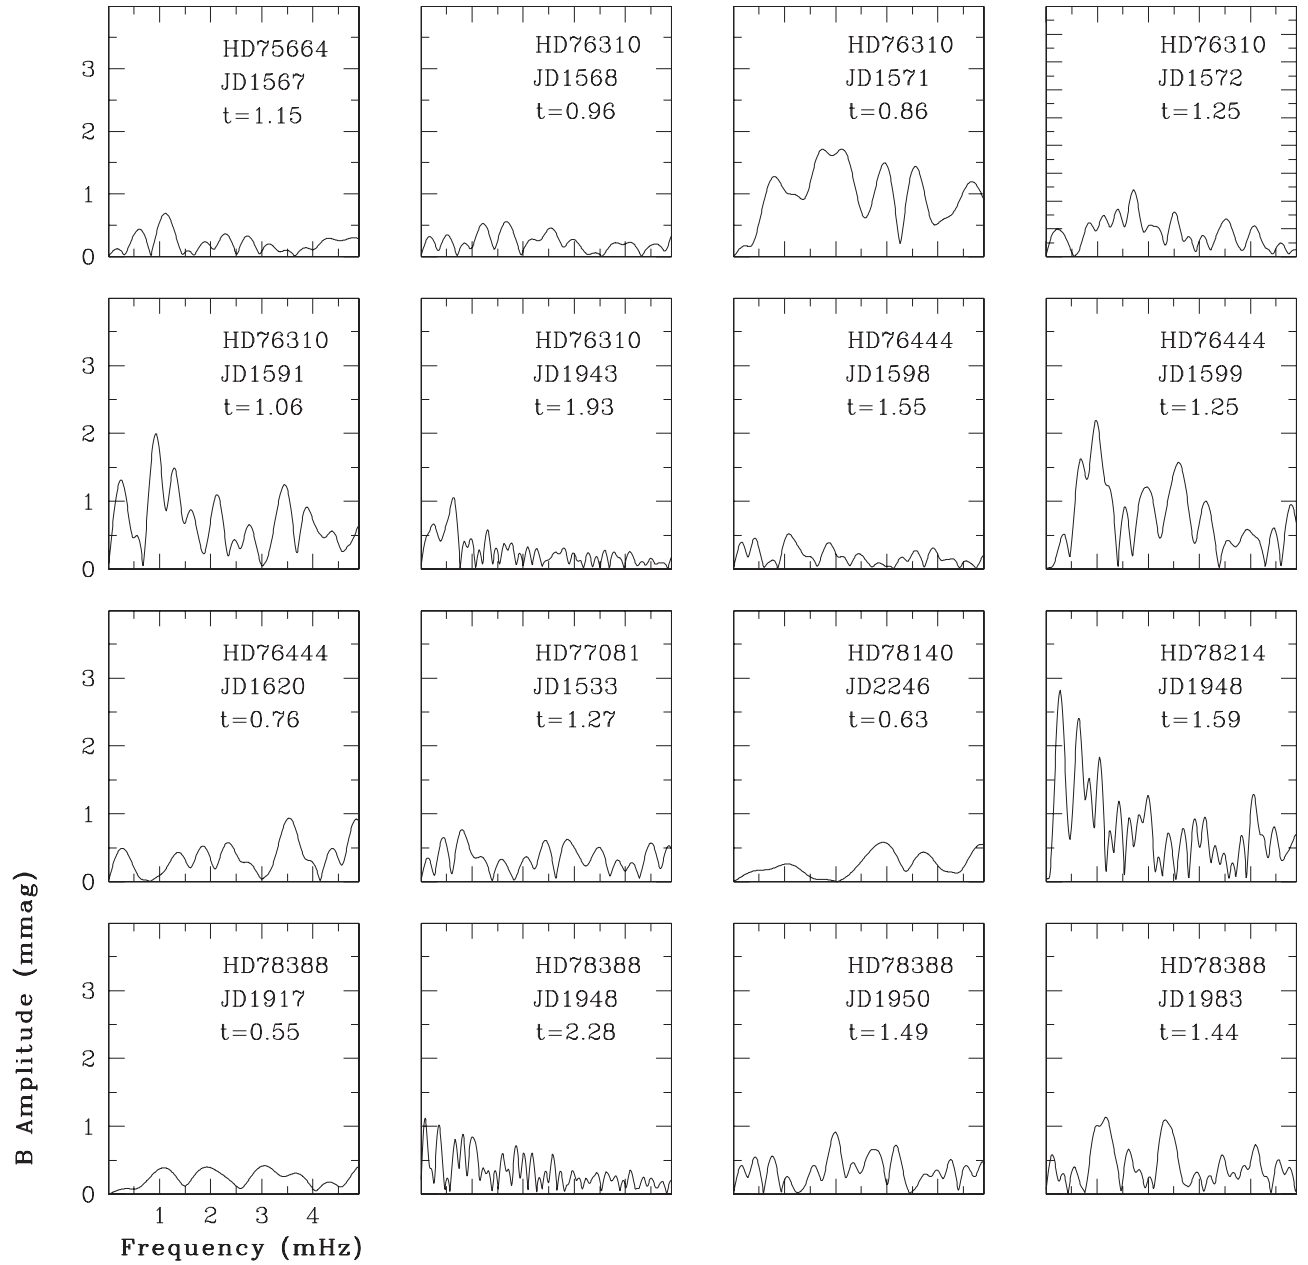 HD75664
JD1567
t=1.15
HD76310
JD1568
t=0.96
HD76310
JD1571
t=0.86
HD76310
JD1572
t=1.25
3
2
1
0
HD76310
JD1591
t=1.06
HD76310
JD1943
t=1.93
HD76444
JD1598
t=1.55
HD76444
JD1599
t=1.25
3
2
1
0
HD76444
JD1620
t=0.76
HD77081
JD1533
t=1.27
HD78140
JD2246
t=0.63
HD78214
JD1948
t=1.59
3
2
1
0
HD78388
JD1917
t=0.55
HD78388
JD1948
t=2.28
HD78388
JD1950
t=1.49
HD78388
JD1983
t=1.44
3
2
1
0
1 2 3 4
Frequency (mHz)
B Amplitude (mmag)